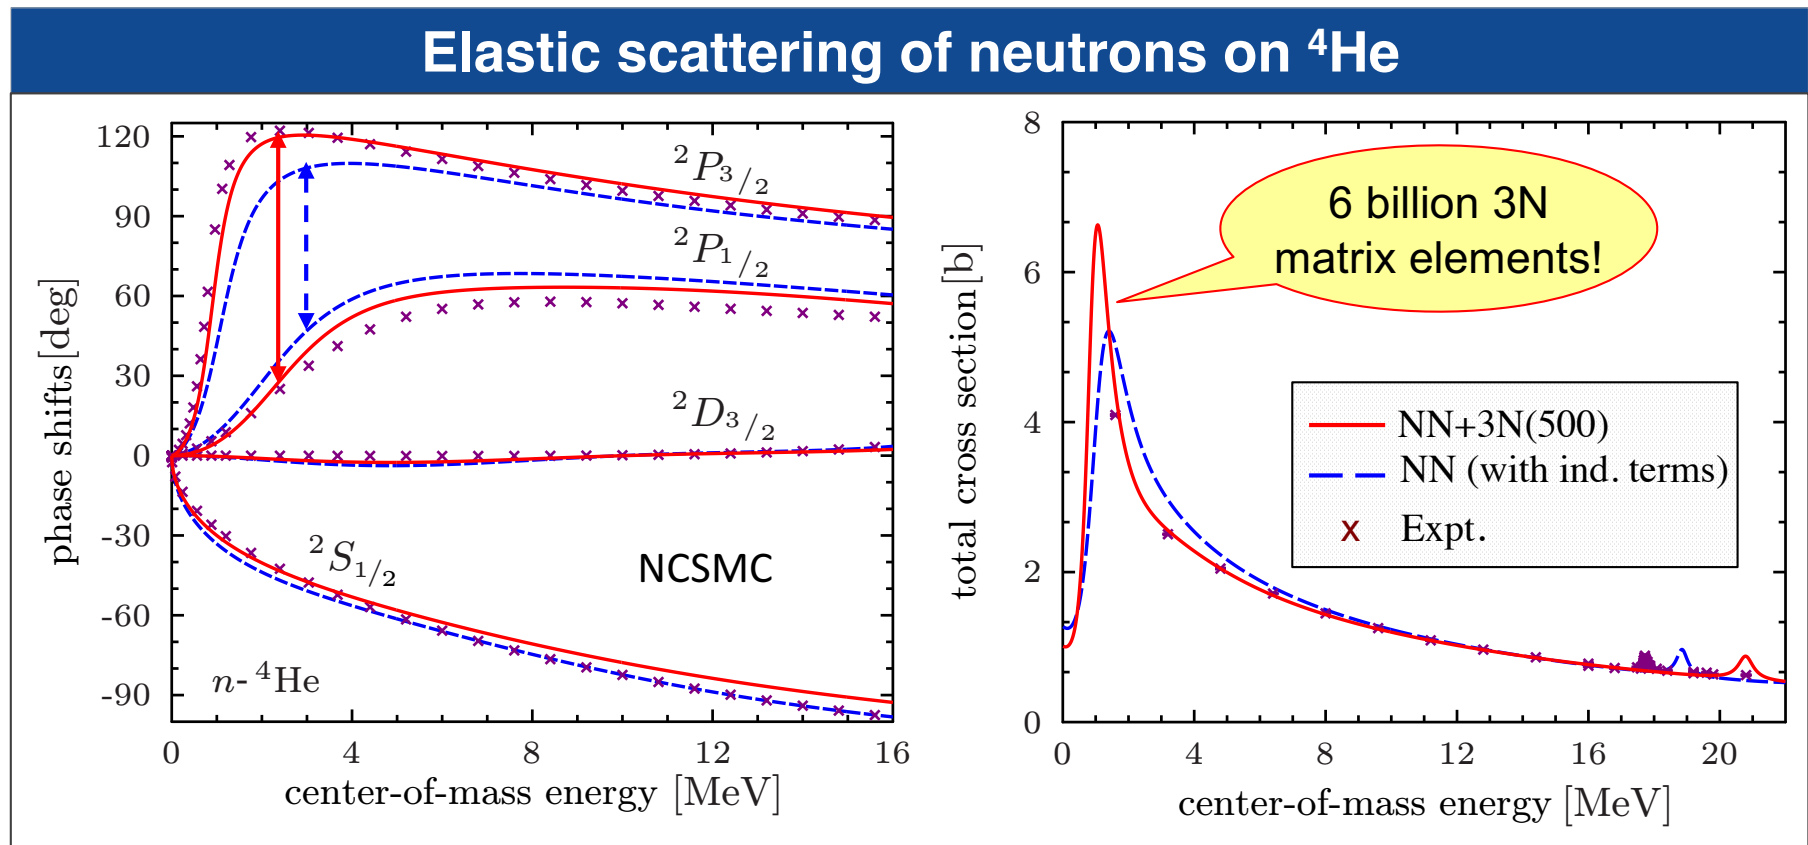 Elastic scattering of neutrons on ⁴He
phase shifts[deg]
120
90
60
30
0
-30
-60
-90
²P₃/₂
²P₁/₂
²D₃/₂
²S₁/₂
NCSMC
n-⁴He
0 4 8 12 16
center-of-mass energy [MeV]
total cross section[b]
8
6
4
2
0
6 billion 3N
matrix elements!
NN+3N(500)
NN (with ind. terms)
x Expt.
0 4 8 12 16 20
center-of-mass energy [MeV]